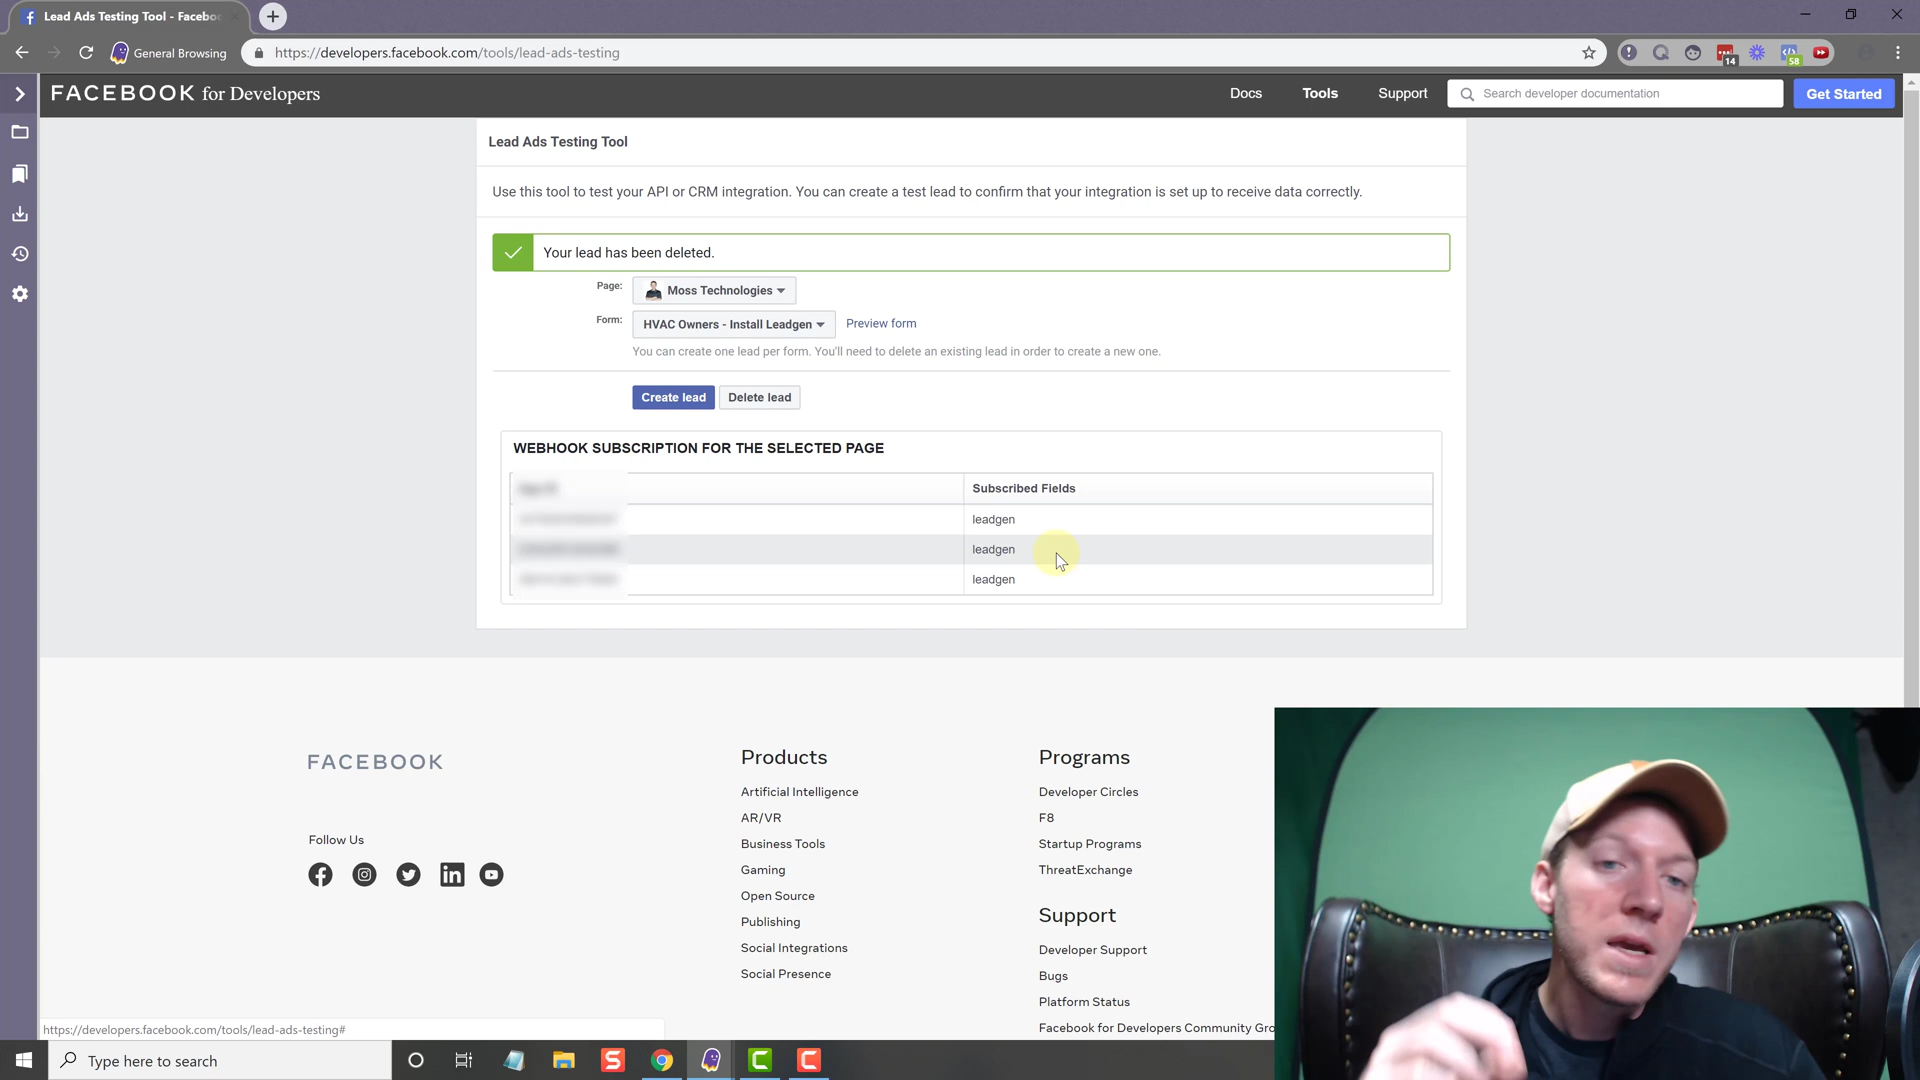 Lead Ads Testing Tool - Facebo
General Browsing
https://developers.facebook.com/tools/lead-ads-testing
14
58
FACEBOOK for Developers
Docs
Tools
Support
Search developer documentation
Get Started
Lead Ads Testing Tool
Use this tool to test your API or CRM integration. You can create a test lead to confirm that your integration is set up to receive data correctly.
Your lead has been deleted.
Page:
Moss Technologies
Form:
HVAC Owners - Install Leadgen
Preview form
You can create one lead per form. You'll need to delete an existing lead in order to create a new one.
Create lead
Delete lead
WEBHOOK SUBSCRIPTION FOR THE SELECTED PAGE
Subscribed Fields
leadgen
leadgen
leadgen
FACEBOOK
Follow Us
Products
Artificial Intelligence
AR/VR
Business Tools
Gaming
Open Source
Publishing
Social Integrations
Social Presence
Programs
Developer Circles
F8
Startup Programs
ThreatExchange
Support
Developer Support
Bugs
Platform Status
Facebook for Developers Community Gro
https://developers.facebook.com/tools/lead-ads-testing#
Type here to search